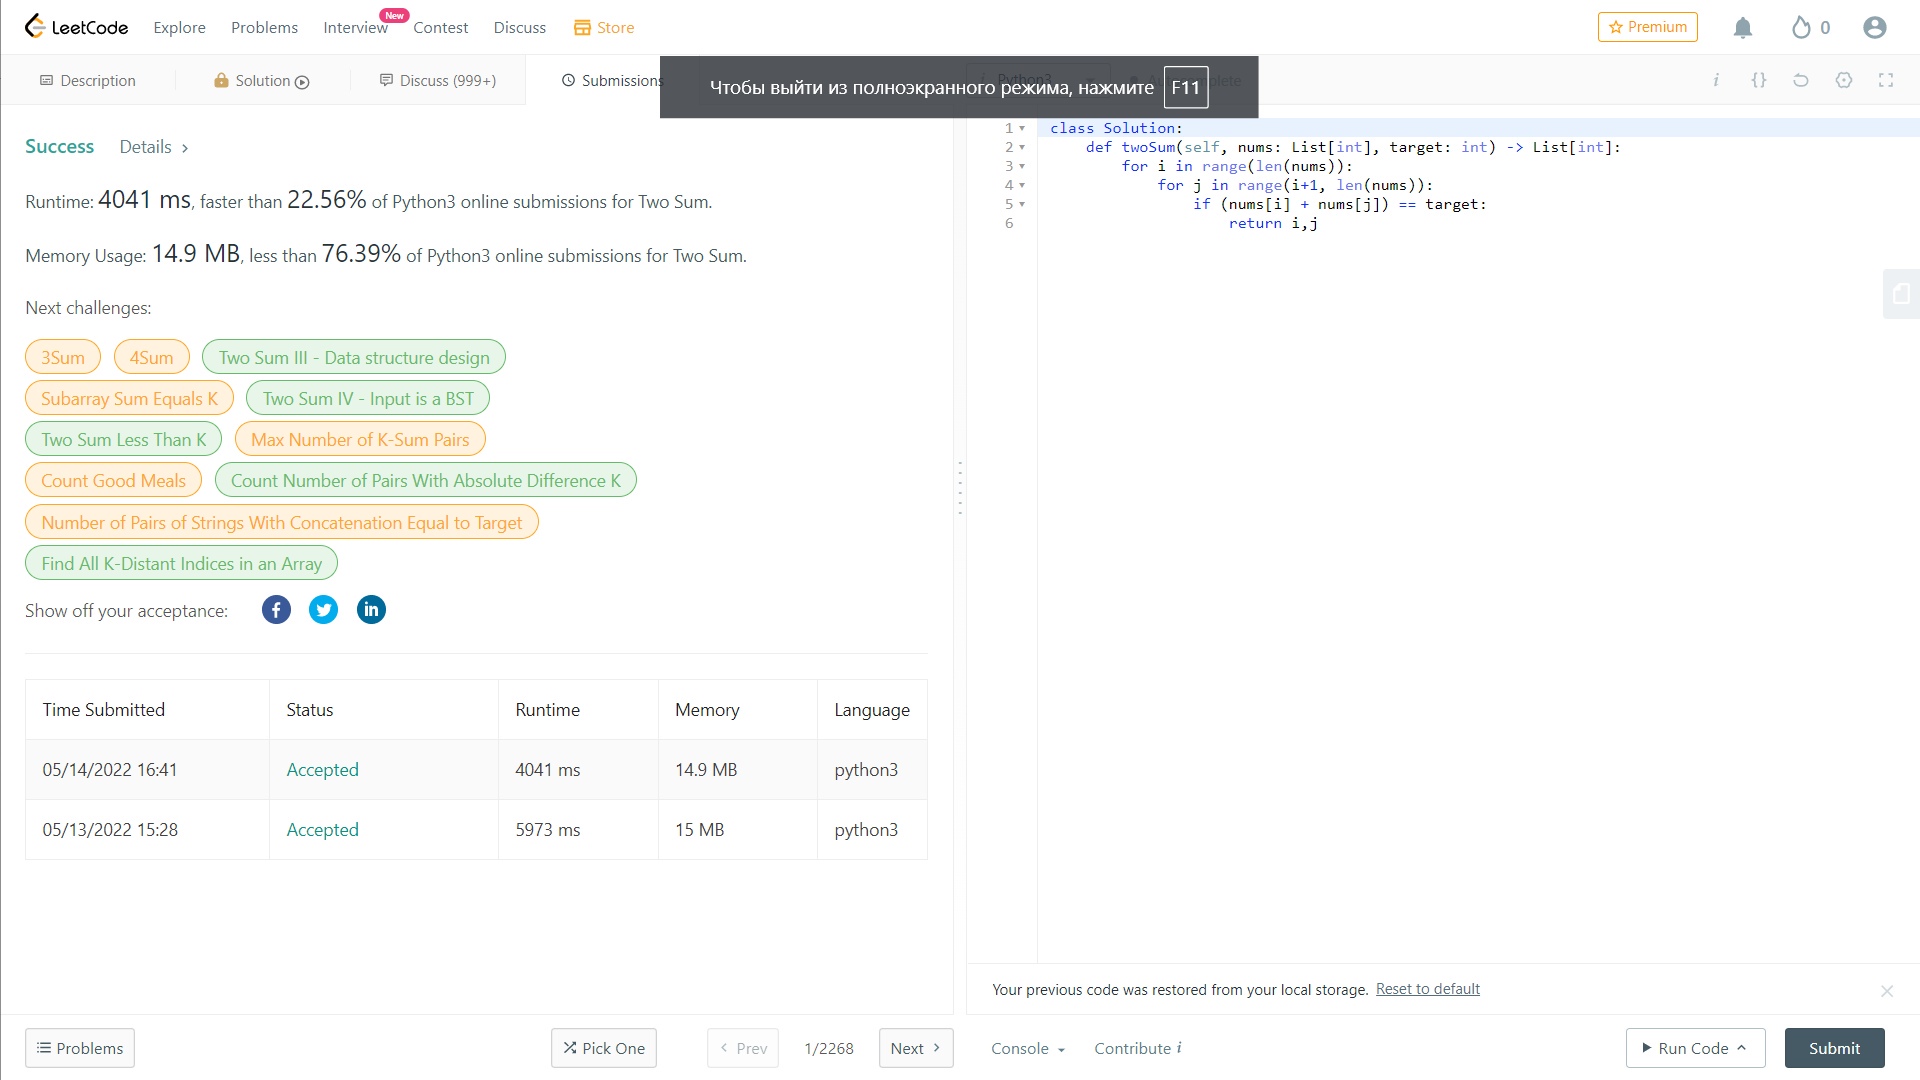 LeetCode Explore Problems Interview New Contest Discuss Store Premium 0
Description Solution Discuss (999+) Submissions i Python3
Чтобы выйти из полноэкранного режима, нажмите F11
i {}
Success Details >
Runtime: 4041 ms, faster than 22.56% of Python3 online submissions for Two Sum.
Memory Usage: 14.9 MB, less than 76.39% of Python3 online submissions for Two Sum.
Next challenges:
3Sum 4Sum Two Sum III - Data structure design
Subarray Sum Equals K Two Sum IV - Input is a BST
Two Sum Less Than K Max Number of K-Sum Pairs
Count Good Meals Count Number of Pairs With Absolute Difference K
Number of Pairs of Strings With Concatenation Equal to Target
Find All K-Distant Indices in an Array
Show off your acceptance: f in
Time Submitted Status Runtime Memory Language
05/14/2022 16:41 Accepted 4041 ms 14.9 MB python3
05/13/2022 15:28 Accepted 5973 ms 15 MB python3
1 class Solution:
2 def twoSum(self, nums: List[int], target: int) -> List[int]:
3 for i in range(len(nums)):
4 for j in range(i+1, len(nums)):
5 if (nums[i] + nums[j]) == target:
6 return i,j
Your previous code was restored from your local storage. Reset to default
Problems Pick One < Prev 1/2268 Next > Console Contribute i Run Code Submit